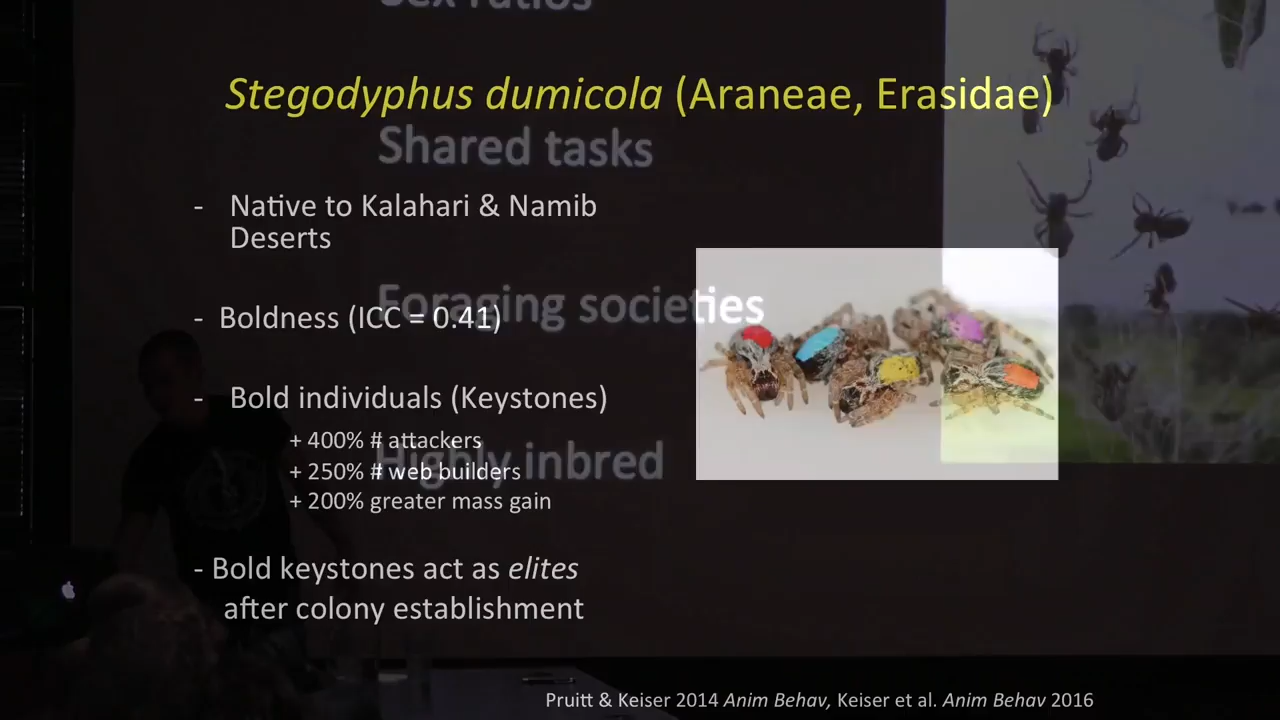 Sex ratios
Stegodyphus dumicola (Araneae, Erasidae)
Shared tasks
- Native to Kalahari & Namib
Deserts
Foraging societies
- Boldness (ICC = 0.41)
- Bold individuals (Keystones)
+ 400% # attackers
Highly inbred
+ 250% # web builders
+ 200% greater mass gain
- Bold keystones act as elites
after colony establishment
Pruitt & Keiser 2014 Anim Behav, Keiser et al. Anim Behav 2016